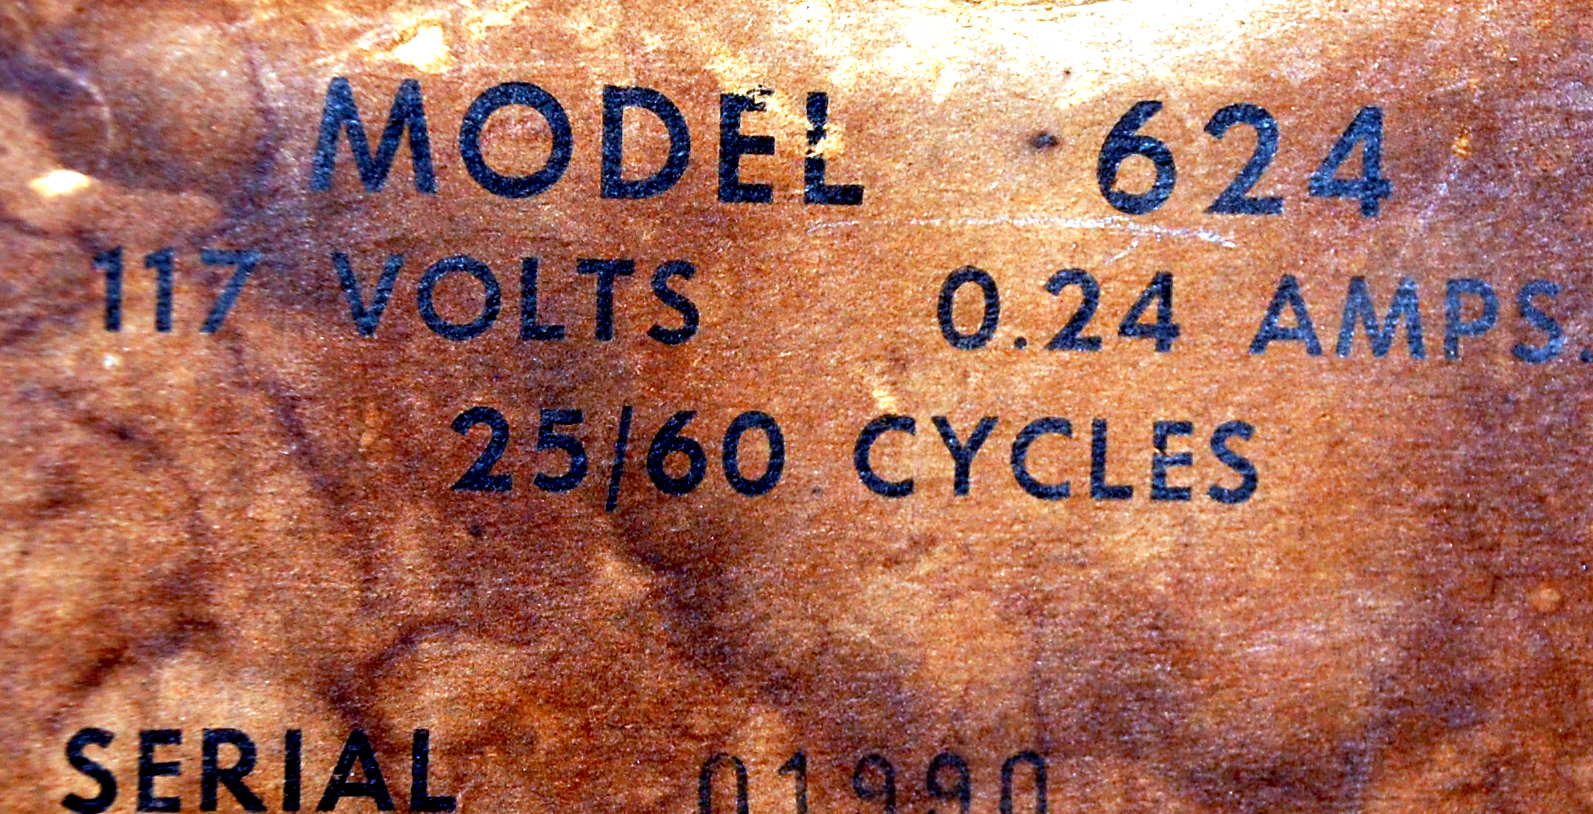 MODEL 624
117 VOLTS 0.24 AMPS.
25/60 CYCLES
SERIAL 01990